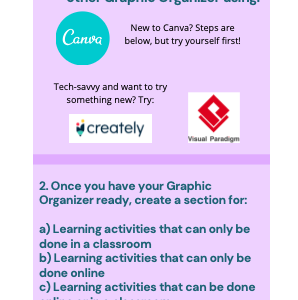 other Graphic Organizer using:
Canva
New to Canva? Steps are
below, but try yourself first!
Tech-savvy and want to try
something new? Try:
creately
Visual Paradigm
2. Once you have your Graphic
Organizer ready, create a section for:
a) Learning activities that can only be
done in a classroom
b) Learning activities that can only be
done online
c) Learning activities that can be done